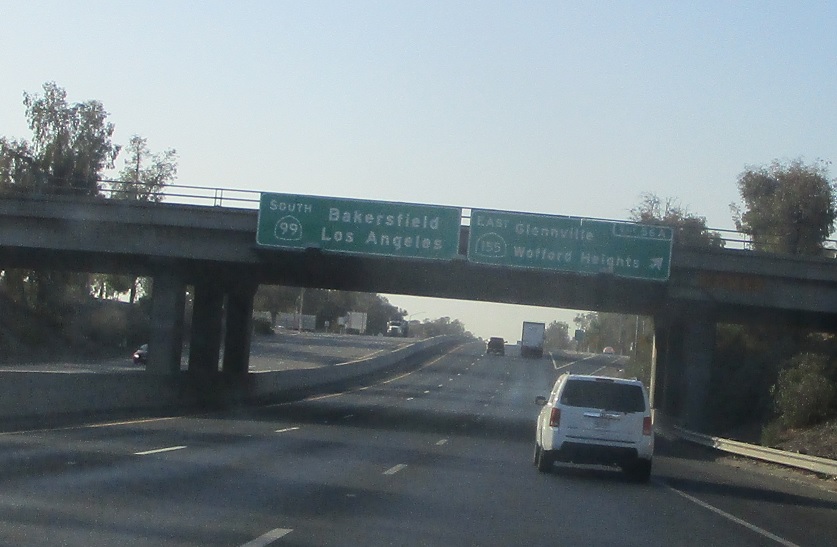 SOUTH
99
Bakersfield
Los Angeles
EAST
155
Glennville
Wofford Heights